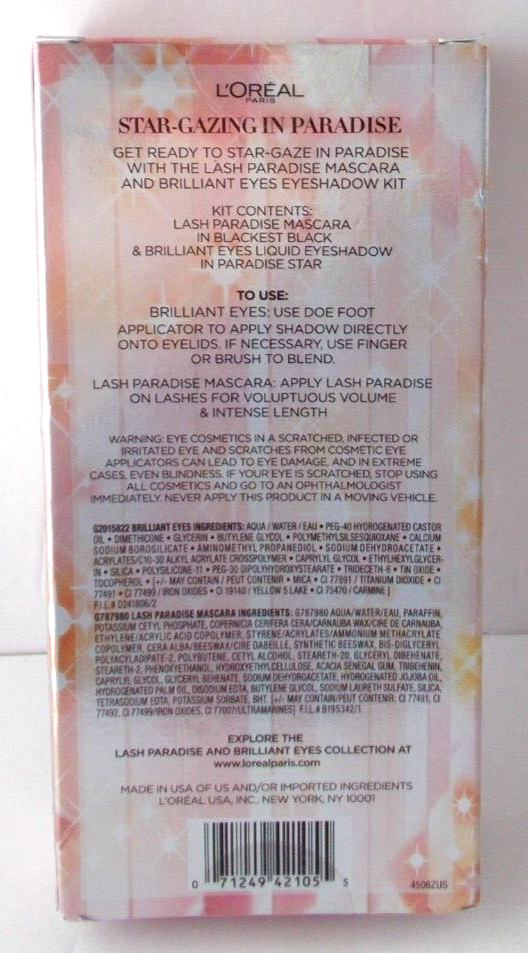 L'ORÉAL
PARIS
STAR-GAZING IN PARADISE
GET READY TO STAR-GAZE IN PARADISE
WITH THE LASH PARADISE MASCARA
AND BRILLIANT EYES EYESHADOW KIT
KIT CONTENTS:
LASH PARADISE MASCARA
IN BLACKEST BLACK
& BRILLIANT EYES LIQUID EYESHADOW
IN PARADISE STAR
TO USE:
BRILLIANT EYES: USE DOE FOOT
APPLICATOR TO APPLY SHADOW DIRECTLY
ONTO EYELIDS. IF NECESSARY, USE FINGER
OR BRUSH TO BLEND.
LASH PARADISE MASCARA: APPLY LASH PARADISE
ON LASHES FOR VOLUPTUOUS VOLUME
& INTENSE LENGTH
WARNING: EYE COSMETICS IN A SCRATCHED, INFECTED OR
IRRITATED EYE AND SCRATCHES FROM COSMETIC EYE
APPLICATORS CAN LEAD TO EYE DAMAGE, AND IN EXTREME
CASES, EVEN BLINDNESS. IF YOUR EYE IS SCRATCHED, STOP USING
ALL COSMETICS AND GO TO AN OPHTHALMOLOGIST
IMMEDIATELY. NEVER APPLY THIS PRODUCT IN A MOVING VEHICLE.
G2015822 BRILLIANT EYES INGREDIENTS: AQUA / WATER / EAU • PEG-40 HYDROGENATED CASTOR
OIL • DIMETHICONE • GLYCERIN • BUTYLENE GLYCOL • POLYMETHYLSILSESQUIOXANE • CALCIUM
SODIUM BOROSILICATE • AMINOMETHYL PROPANEDIOL • SODIUM DEHYDROACETATE •
ACRYLATES/C10-30 ALKYL ACRYLATE CROSSPOLYMER • CAPRYLYL GLYCOL • ETHYLHEXYLGLYCER-
IN • SILICA • POLYSILICONE-11 • PEG-30 DIPOLYHYDROXYSTEARATE • TRIDECETH-6 • TIN OXIDE •
TOCOPHEROL • [+/- MAY CONTAIN / PEUT CONTENIR • MICA • CI 77891 / TITANIUM DIOXIDE • CI
77491 • CI 77499 / IRON OXIDES • CI 19140 / YELLOW 5 LAKE • CI 75470 / CARMINE ]
F.I.L.# D241806/2
G787980 LASH PARADISE MASCARA INGREDIENTS: G787980 AQUA/WATER/EAU, PARAFFIN,
POTASSIUM CETYL PHOSPHATE, COPERNICIA CERIFERA CERA/CARNAUBA WAX/CIRE DE CARNAUBA,
ETHYLENE/ACRYLIC ACID COPOLYMER, STYRENE/ACRYLATES/AMMONIUM METHACRYLATE
COPOLYMER, CERA ALBA/BEESWAX/CIRE DABEILLE, SYNTHETIC BEESWAX, BIS-DIGLYCERYL
POLYACYLADIPATE-2, POLYBUTENE, CETYL ALCOHOL, STEARETH-20, GLYCERYL DIBEHENATE,
STEARETH-2, PHENOXYETHANOL, HYDROXYETHYLCELLULOSE, ACACIA SENEGAL GUM, TRIBEHENIN,
CAPRYLYL GLYCOL, GLYCERYL BEHENATE, SODIUM DEHYDROACETATE, HYDROGENATED JOJOBA OIL,
HYDROGENATED PALM OIL, DISODIUM EDTA, BUTYLENE GLYCOL, SODIUM LAURETH SULFATE, SILICA,
TETRASODIUM EDTA, POTASSIUM SORBATE, BHT. [+/- MAY CONTAIN/PEUT CONTENIR: CI 77491, CI
77492, CI 77499/IRON OXIDES, CI 77007/ULTRAMARINES] F.I.L.# B195342/1
EXPLORE THE
LASH PARADISE AND BRILLIANT EYES COLLECTION AT
www.lorealparis.com
MADE IN USA OF US AND/OR IMPORTED INGREDIENTS
L'ORÉAL USA, INC., NEW YORK, NY 10001
0 71249 42105 5
4506ZUS